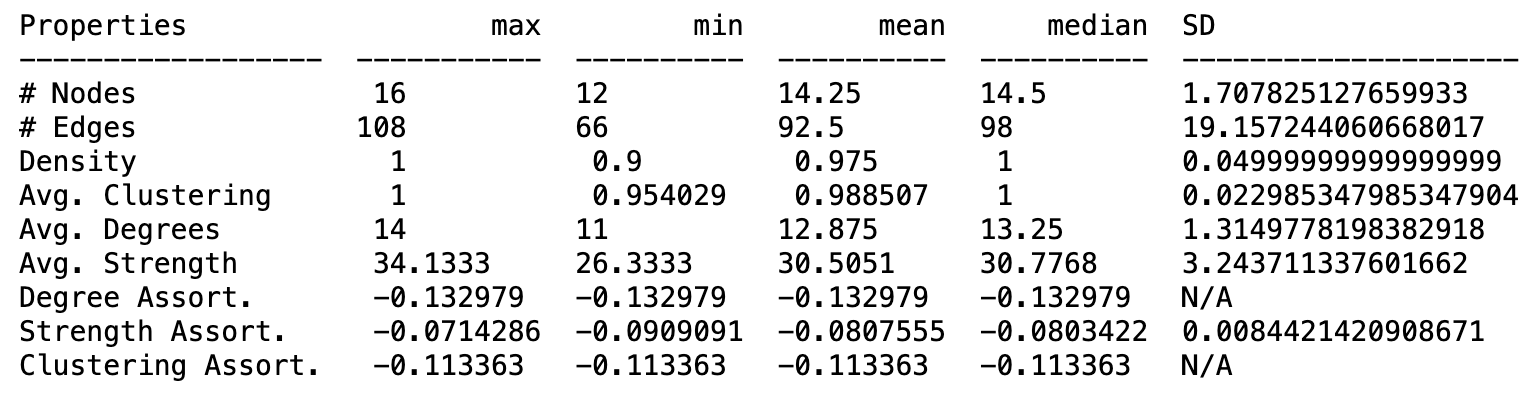 Properties max min mean median SD
------------------ ----------- ---------- ---------- ---------- --------------------
# Nodes 16 12 14.25 14.5 1.707825127659933
# Edges 108 66 92.5 98 19.157244060668017
Density 1 0.9 0.975 1 0.04999999999999999
Avg. Clustering 1 0.954029 0.988507 1 0.022985347985347904
Avg. Degrees 14 11 12.875 13.25 1.3149778198382918
Avg. Strength 34.1333 26.3333 30.5051 30.7768 3.243711337601662
Degree Assort. -0.132979 -0.132979 -0.132979 -0.132979 N/A
Strength Assort. -0.0714286 -0.0909091 -0.0807555 -0.0803422 0.0084421420908671
Clustering Assort. -0.113363 -0.113363 -0.113363 -0.113363 N/A